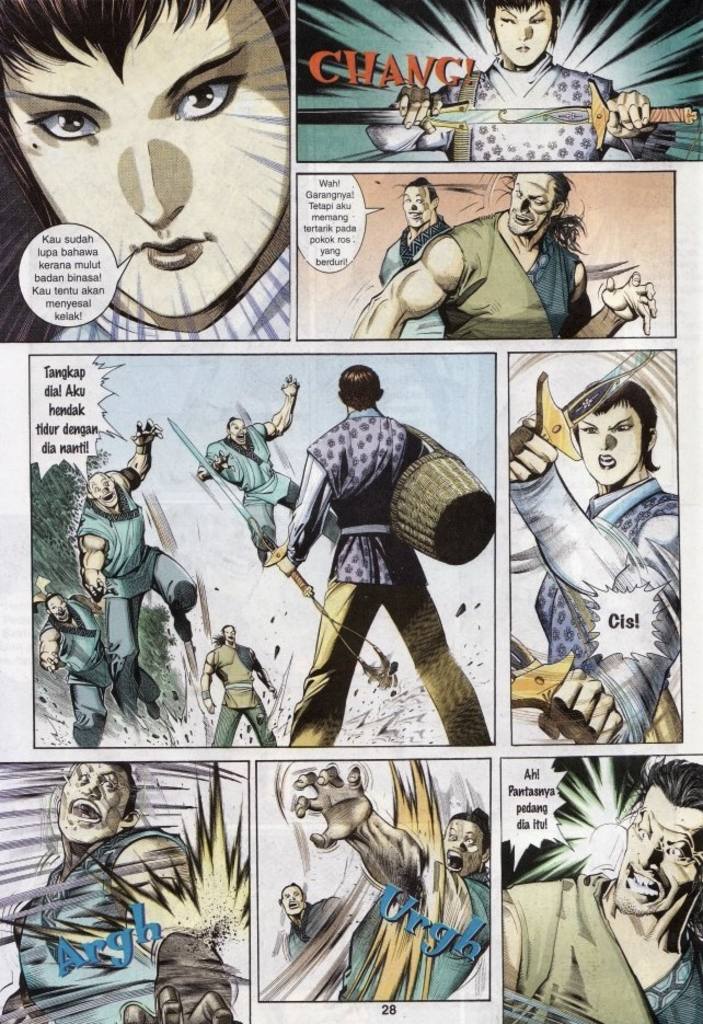 Kau sudah
lupa bahawa
kerana mulut
badan binasa!
Kau tentu akan
menyesal
kelak!
CHANG!
Wah!
Garangnya!
Tetapi aku
memang
tertarik pada
pokok ros
yang
berduri!
Tangkap
dia! Aku
hendak
tidur dengan
dia nanti!
Cis!
Argh
Urgh
Ah!
Pantasnya
pedang
dia itu!
28